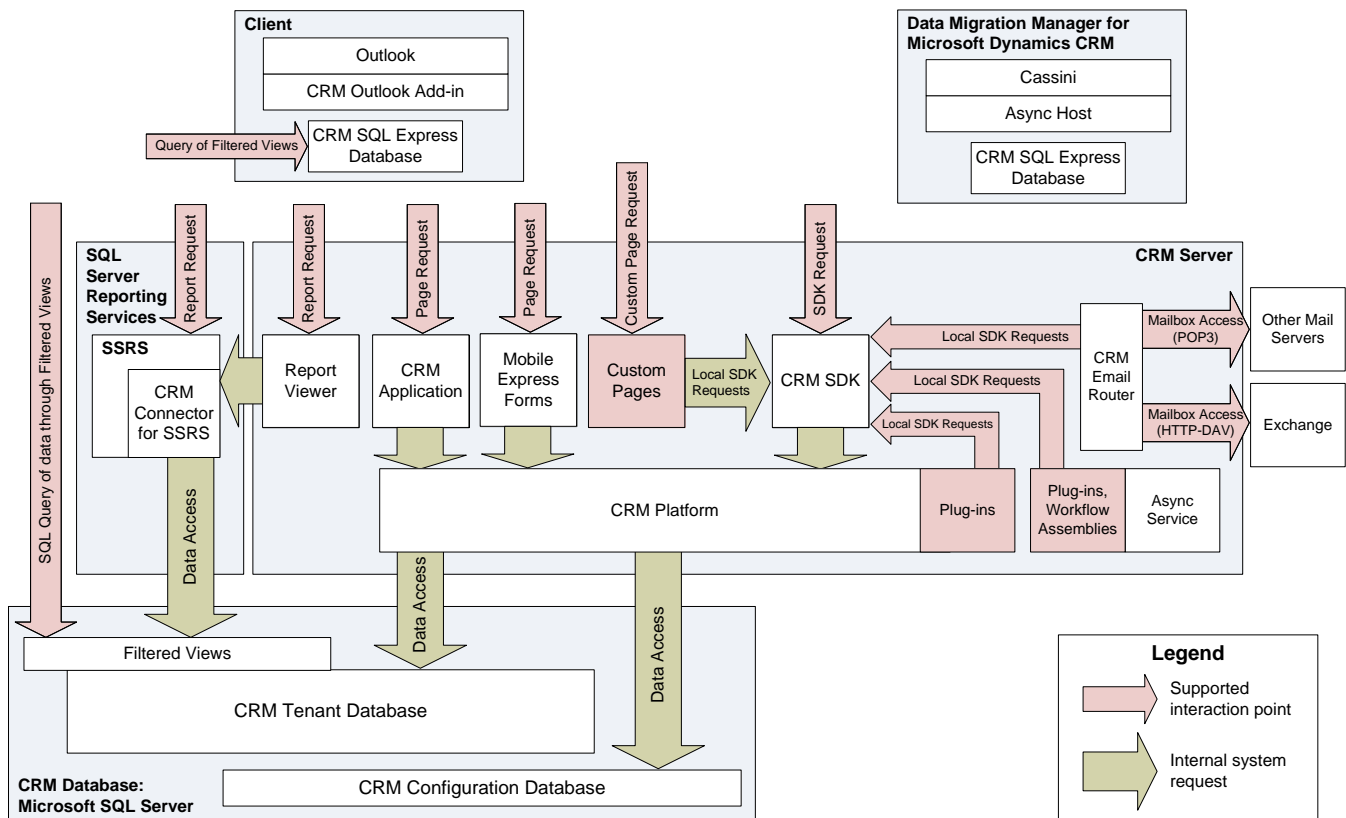 Client
Outlook
CRM Outlook Add-in
Query of Filtered Views
CRM SQL Express
Database
Data Migration Manager for
Microsoft Dynamics CRM
Cassini
Async Host
CRM SQL Express
Database
SQL Query of data through Filtered Views
Report Request
Report Request
Page Request
Page Request
Custom Page Request
SDK Request
SQL
Server
Reporting
Services
CRM Server
SSRS
CRM
Connector
for SSRS
Report
Viewer
CRM
Application
Mobile
Express
Forms
Custom
Pages
Local SDK
Requests
CRM SDK
Local SDK Requests
Local SDK Requests
Local SDK Requests
CRM
Email
Router
Mailbox Access
(POP3)
Other Mail
Servers
Mailbox Access
(HTTP-DAV)
Exchange
CRM Platform
Plug-ins
Plug-ins,
Workflow
Assemblies
Async
Service
Data Access
Data Access
Data Access
Filtered Views
CRM Tenant Database
CRM Configuration Database
CRM Database:
Microsoft SQL Server
Legend
Supported
interaction point
Internal system
request